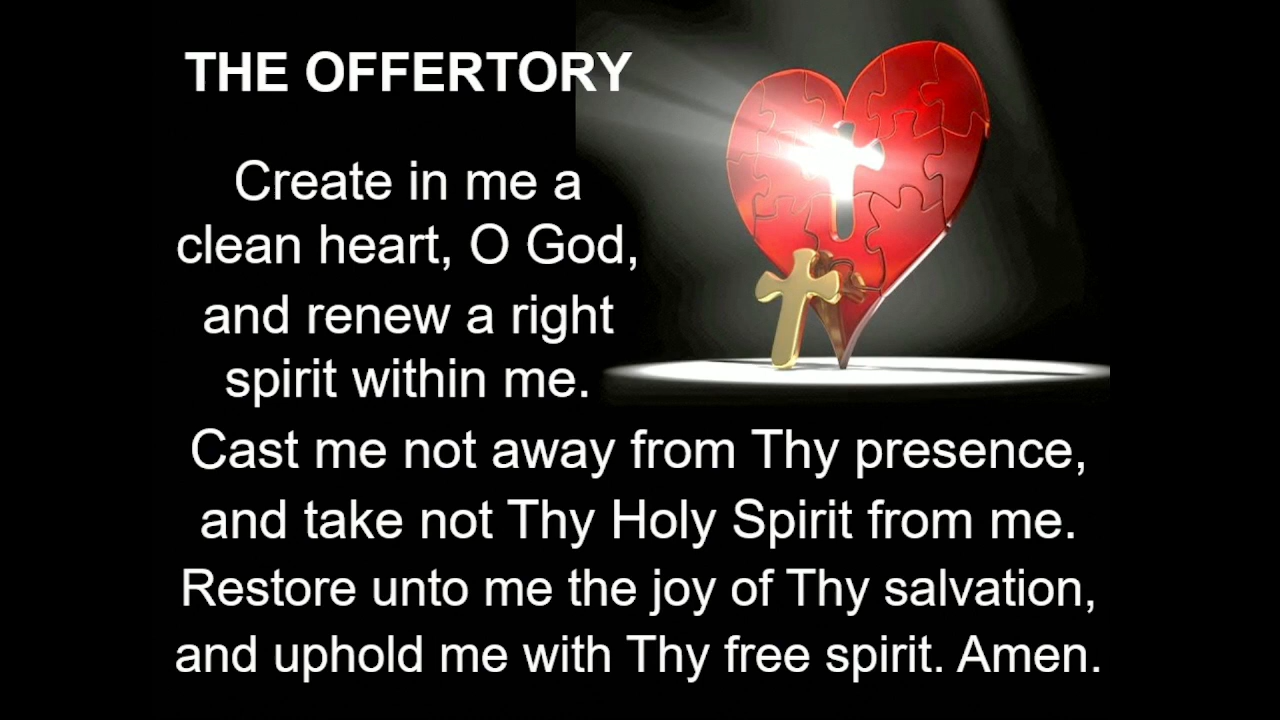 THE OFFERTORY
Create in me a
clean heart, O God,
and renew a right
spirit within me.
Cast me not away from Thy presence,
and take not Thy Holy Spirit from me.
Restore unto me the joy of Thy salvation,
and uphold me with Thy free spirit. Amen.